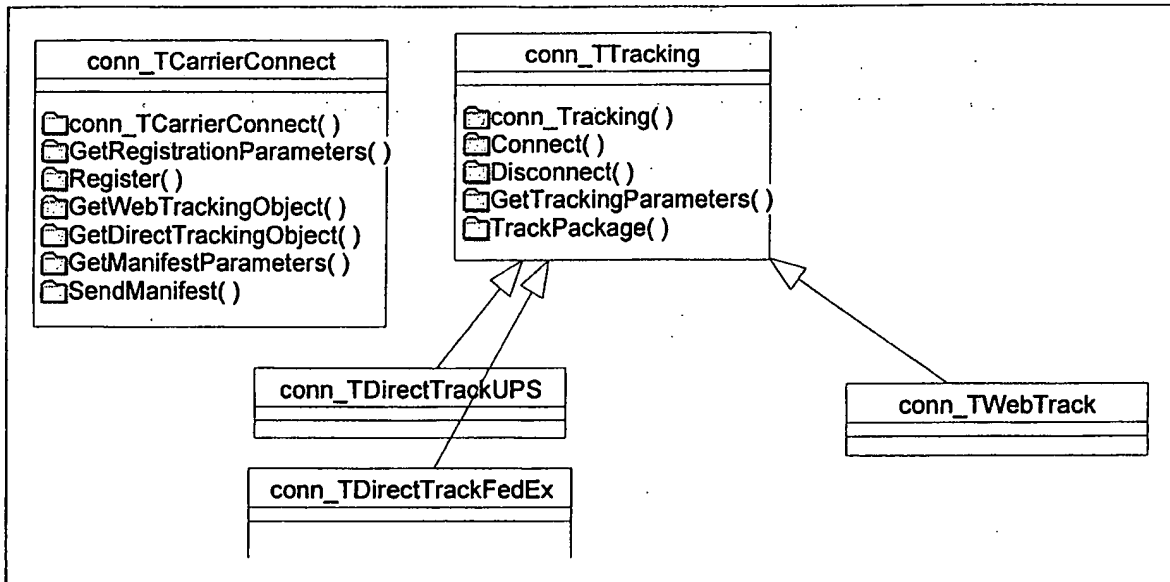 conn_TCarrierConnect
conn_TCarrierConnect( )
GetRegistrationParameters( )
Register( )
GetWebTrackingObject( )
GetDirectTrackingObject( )
GetManifestParameters( )
SendManifest( )
conn_TTracking
conn_Tracking( )
Connect( )
Disconnect( )
GetTrackingParameters( )
TrackPackage( )
conn_TDirectTrackUPS
conn_TWebTrack
conn_TDirectTrackFedEx